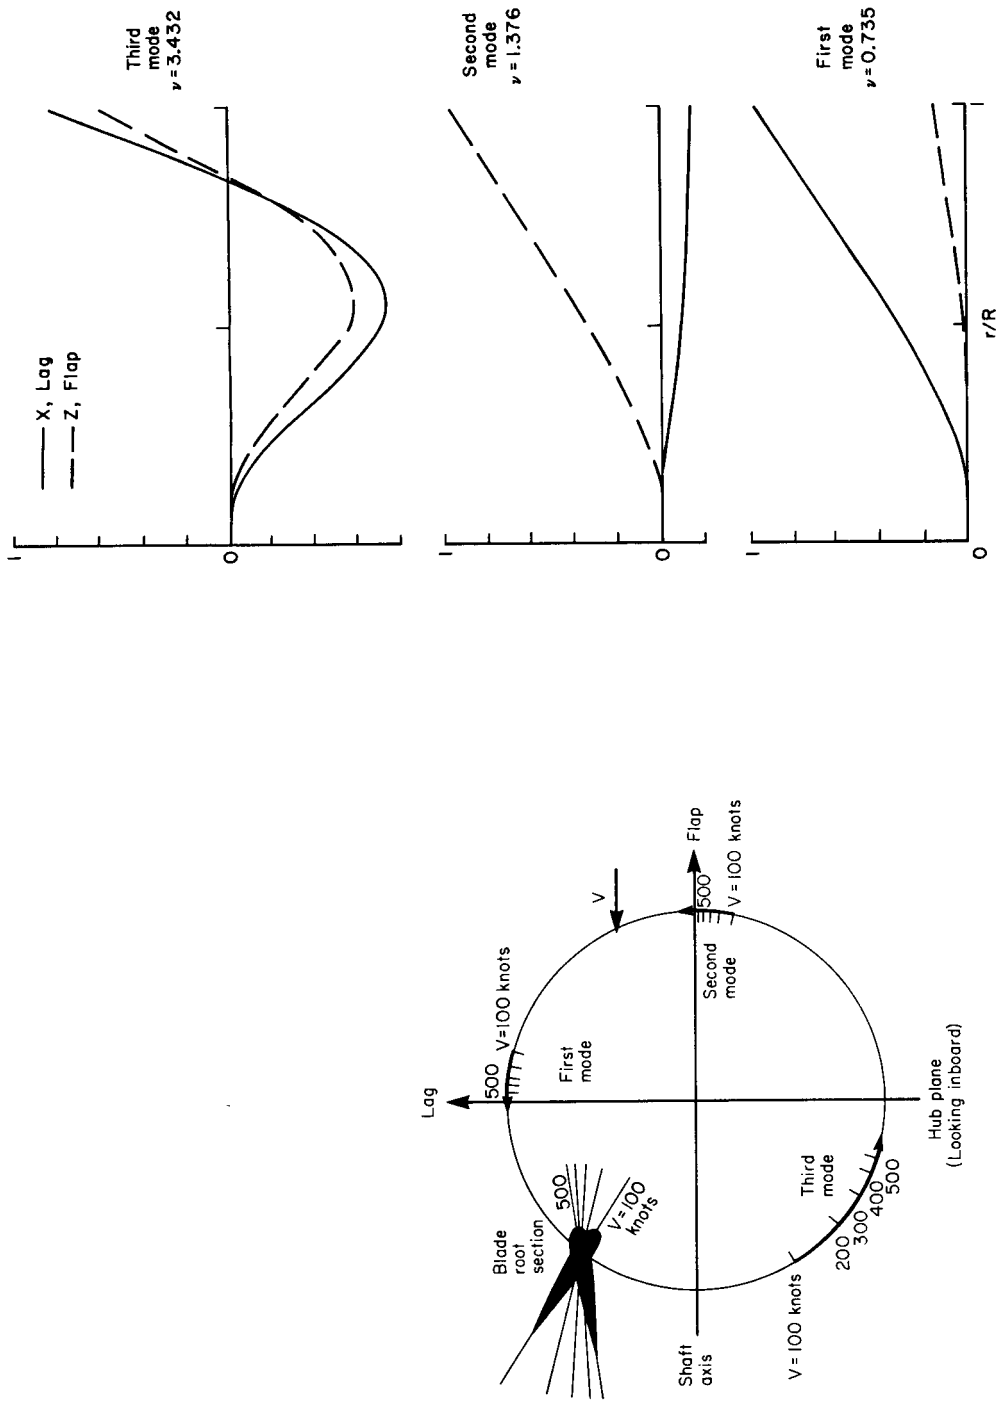 Lag
500
V=100 knots
First
mode
V
Blade
root
section
500
V=100
knots
Flap
500
V = 100 knots
Second
mode
Shaft
axis
V = 100 knots
200
300
400
500
Third
mode
Hub plane
(Looking inboard)
X, Lag
Z, Flap
1
0
Third
mode
ν=3.432
1
0
Second
mode
ν=1.376
1
0
First
mode
ν=0.735
1
r/R